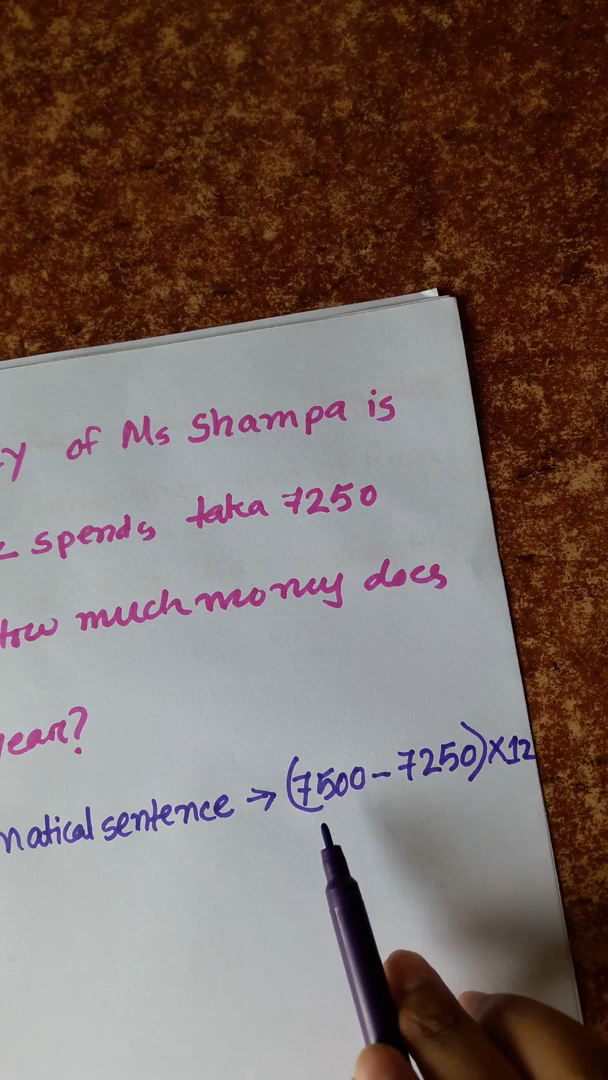 of Ms Shampa is
spends taka 7250
How much money does
year?
matical sentence → (7500 - 7250) × 12